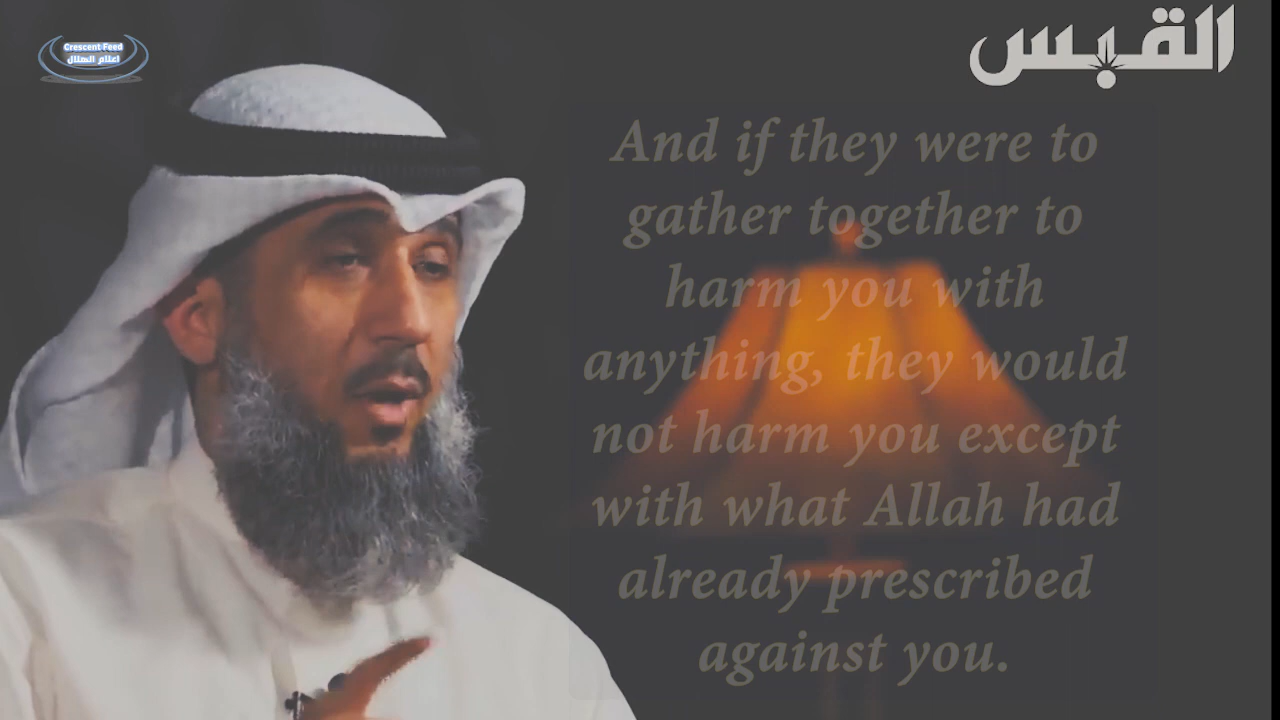 Crescent Feed
اعلام الهلال
القبس
And if they were to
gather together to
harm you with
anything, they would
not harm you except
with what Allah had
already prescribed
against you.